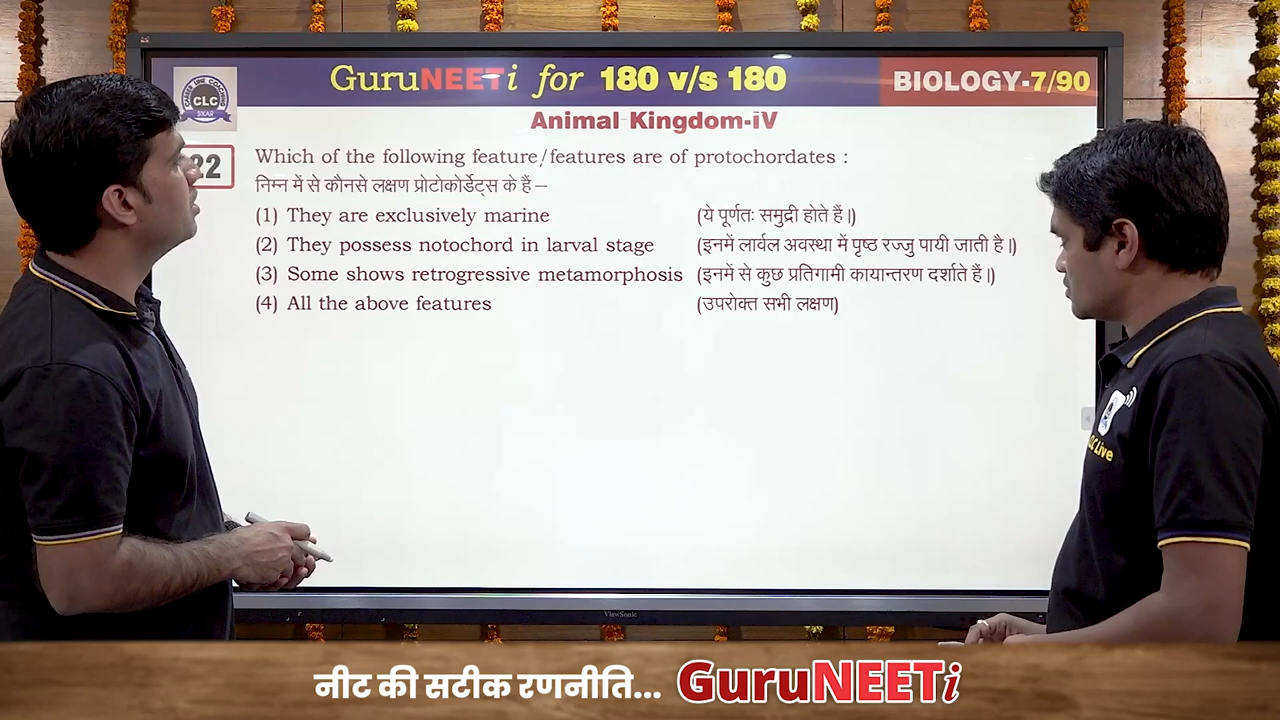 GuruNEETi for 180 v/s 180
BIOLOGY-7/90
CLC
SIKAR
Animal Kingdom-iV
22
Which of the following feature/features are of protochordates :
निम्न में से कौनसे लक्षण प्रोटोकोर्डेट्स के हैं –
(1) They are exclusively marine (ये पूर्णतः समुद्री होते हैं।)
(2) They possess notochord in larval stage (इनमें लार्वल अवस्था में पृष्ठ रज्जु पायी जाती है।)
(3) Some shows retrogressive metamorphosis (इनमें से कुछ प्रतिगामी कायान्तरण दर्शाते हैं।)
(4) All the above features (उपरोक्त सभी लक्षण)
Live
ViewSonic
नीट की सटीक रणनीति... GuruNEETi